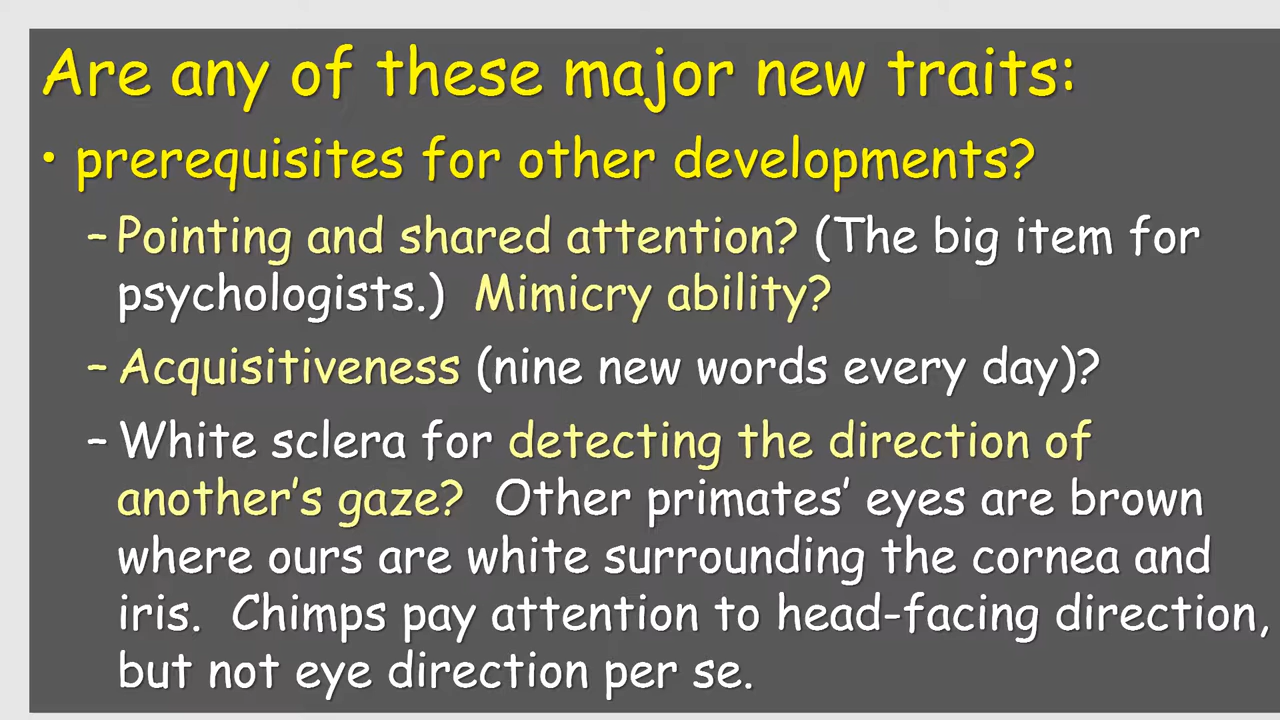 Are any of these major new traits:
• prerequisites for other developments?
– Pointing and shared attention? (The big item for
psychologists.) Mimicry ability?
– Acquisitiveness (nine new words every day)?
– White sclera for detecting the direction of
another’s gaze? Other primates’ eyes are brown
where ours are white surrounding the cornea and
iris. Chimps pay attention to head-facing direction,
but not eye direction per se.